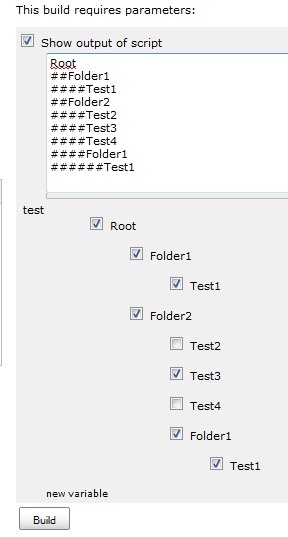 This build requires parameters:
Show output of script
Root
##Folder1
####Test1
##Folder2
####Test2
####Test3
####Test4
####Folder1
######Test1
test
Root
Folder1
Test1
Folder2
Test2
Test3
Test4
Folder1
Test1
new variable
Build